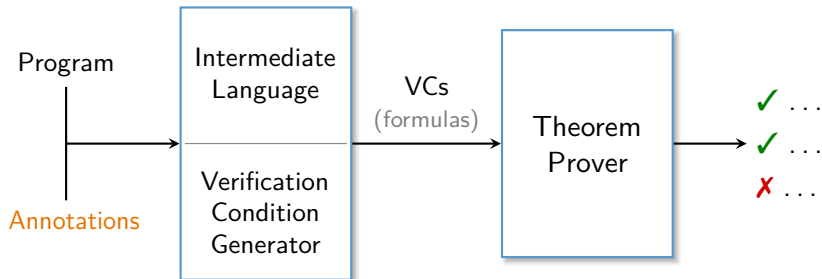 Program
Annotations
Intermediate
Language
Verification
Condition
Generator
VCs
(formulas)
Theorem
Prover
✓ ...
✓ ...
✗ ...